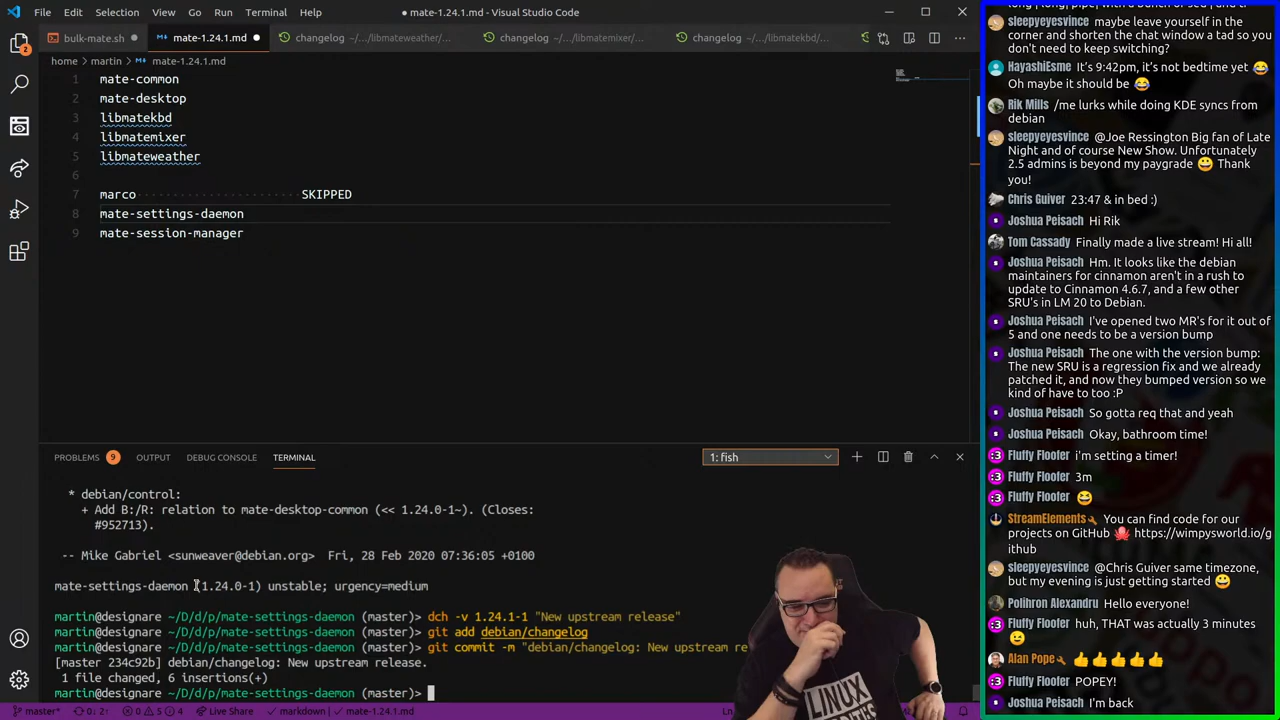 File Edit Selection View Go Run Terminal Help
● mate-1.24.1.md - Visual Studio Code
bulk-mate.sh
mate-1.24.1.md
changelog ~/.../libmateweather/...
changelog ~/.../libmatemixer/...
changelog ~/.../libmatekbd/...
home > martin > mate-1.24.1.md
1 mate-common
2 mate-desktop
3 libmatekbd
4 libmatemixer
5 libmateweather
6
7 marco SKIPPED
8 mate-settings-daemon
9 mate-session-manager
PROBLEMS 9 OUTPUT DEBUG CONSOLE TERMINAL
1: fish
* debian/control:
+ Add B:/R: relation to mate-desktop-common (<< 1.24.0-1~). (Closes:
#952713).
-- Mike Gabriel <sunweaver@debian.org> Fri, 28 Feb 2020 07:36:05 +0100
mate-settings-daemon (1.24.0-1) unstable; urgency=medium
martin@designare ~/D/d/p/mate-settings-daemon (master)> dch -v 1.24.1-1 "New upstream release"
martin@designare ~/D/d/p/mate-settings-daemon (master)> git add debian/changelog
martin@designare ~/D/d/p/mate-settings-daemon (master)> git commit -m "debian/changelog: New upstream re
[master 234c92b] debian/changelog: New upstream release.
1 file changed, 6 insertions(+)
martin@designare ~/D/d/p/mate-settings-daemon (master)>
master* 0↓ 2↑ 0 5 4 Live Share markdown | mate-1.24.1.md Ln
LINUX
sleepyeyesvince maybe leave yourself in the
corner and shorten the chat window a tad so you
don't need to keep switching?
HayashiEsme It's 9:42pm, it's not bedtime yet 😂
Oh maybe it should be 😂
Rik Mills /me lurks while doing KDE syncs from
debian
sleepyeyesvince @Joe Ressington Big fan of Late
Night and of course New Show. Unfortunately
2.5 admins is beyond my paygrade 😀 Thank
you!
Chris Guiver 23:47 & in bed :)
Joshua Peisach Hi Rik
Tom Cassady Finally made a live stream! Hi all!
Joshua Peisach Hm. It looks like the debian
maintainers for cinnamon aren't in a rush to
update to Cinnamon 4.6.7, and a few other
SRU's in LM 20 to Debian.
Joshua Peisach I've opened two MR's for it out of
5 and one needs to be a version bump
Joshua Peisach The one with the version bump:
The new SRU is a regression fix and we already
patched it, and now they bumped version so we
kind of have to too :P
Joshua Peisach So gotta req that and yeah
Joshua Peisach Okay, bathroom time!
Fluffy Floofer i'm setting a timer!
Fluffy Floofer 3m
Fluffy Floofer 😆
StreamElements You can find code for our
projects on GitHub 🐙 https://wimpysworld.io/g
ithub
sleepyeyesvince @Chris Guiver same timezone,
but my evening is just getting started 😀
Polihron Alexandru Hello everyone!
Fluffy Floofer huh, THAT was actually 3 minutes
😉
Alan Pope 👍👍👍👍👍
Fluffy Floofer POPEY!
Joshua Peisach I'm back